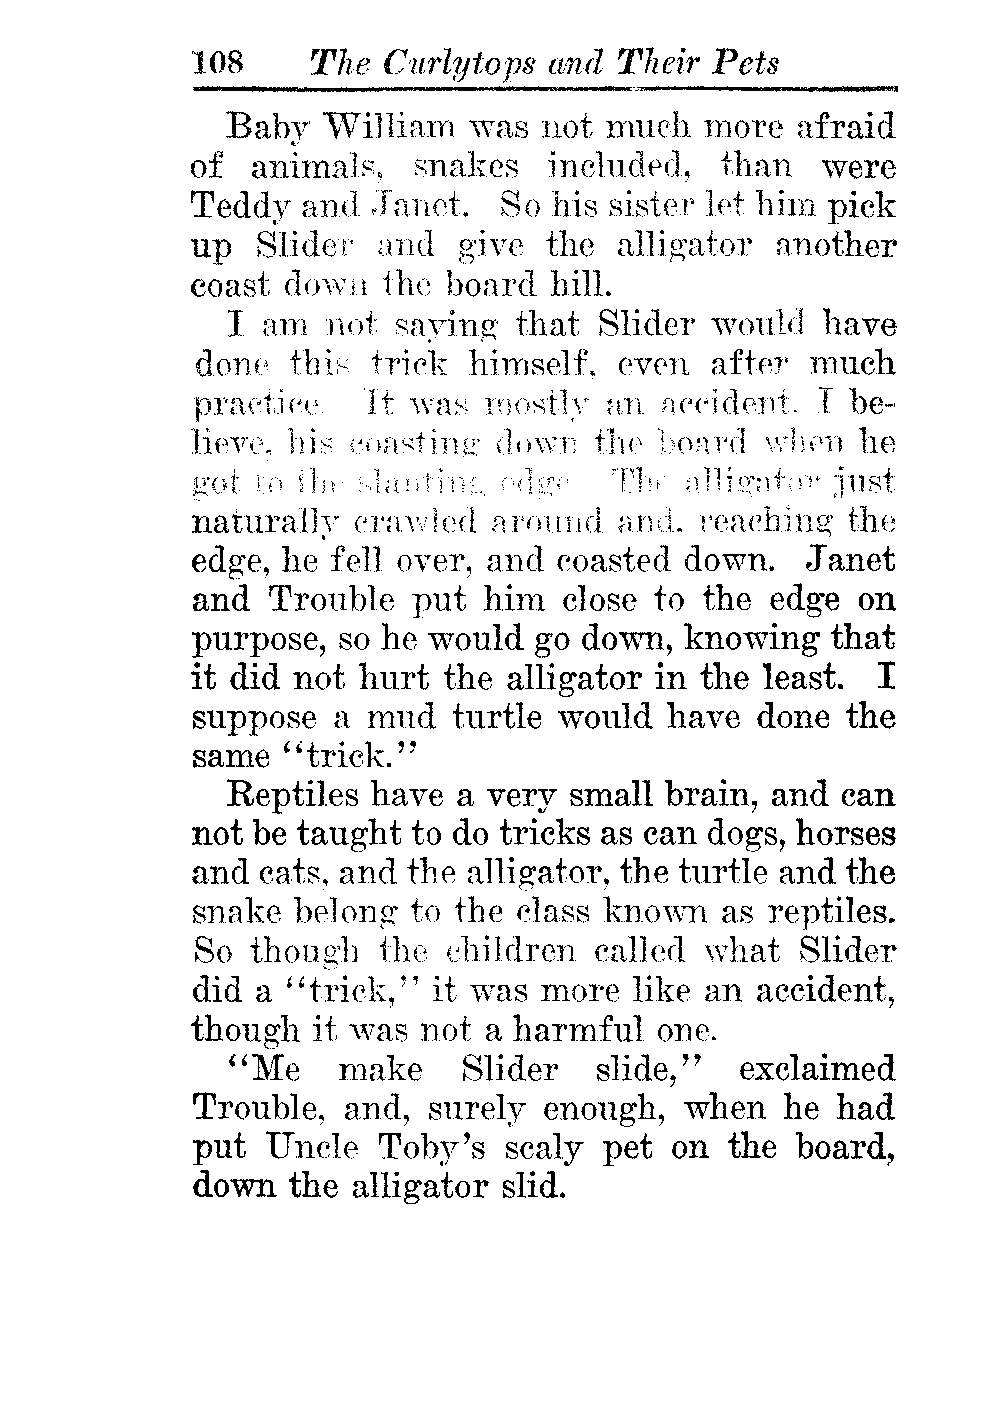 108 The Curlytops and Their Pets
Baby William was not much more afraid
of animals, snakes included, than were
Teddy and Janet. So his sister let him pick
up Slider and give the alligator another
coast down the board hill.
I am not saying that Slider would have
done this trick himself, even after much
practice. It was mostly an accident, I be-
lieve, his coasting down the board when he
got to the slanting edge. The alligator just
naturally crawled around and, reaching the
edge, he fell over, and coasted down. Janet
and Trouble put him close to the edge on
purpose, so he would go down, knowing that
it did not hurt the alligator in the least. I
suppose a mud turtle would have done the
same “trick.”
Reptiles have a very small brain, and can
not be taught to do tricks as can dogs, horses
and cats, and the alligator, the turtle and the
snake belong to the class known as reptiles.
So though the children called what Slider
did a “trick,” it was more like an accident,
though it was not a harmful one.
“Me make Slider slide,” exclaimed
Trouble, and, surely enough, when he had
put Uncle Toby’s scaly pet on the board,
down the alligator slid.